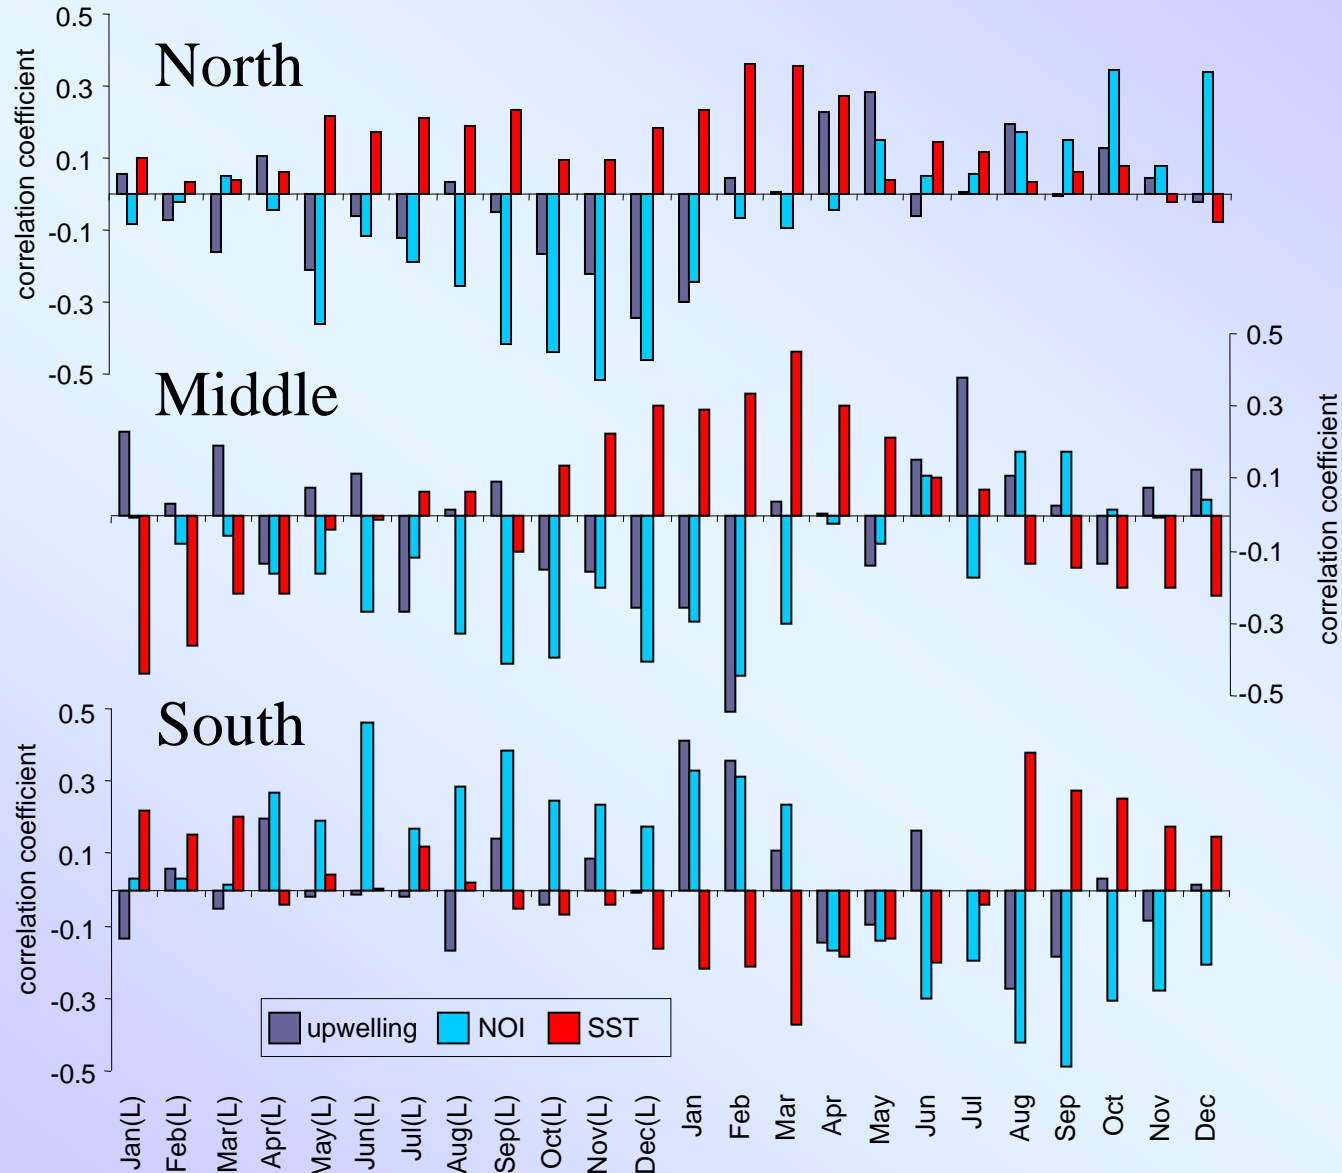 North
correlation coefficient
0.5
0.3
0.1
-0.1
-0.3
-0.5
Middle
0.5
0.3
0.1
-0.1
-0.3
-0.5
correlation coefficient
South
correlation coefficient
0.5
0.3
0.1
-0.1
-0.3
-0.5
upwelling NOI SST
Jan(L)
Feb(L)
Mar(L)
Apr(L)
May(L)
Jun(L)
Jul(L)
Aug(L)
Sep(L)
Oct(L)
Nov(L)
Dec(L)
Jan
Feb
Mar
Apr
May
Jun
Jul
Aug
Sep
Oct
Nov
Dec